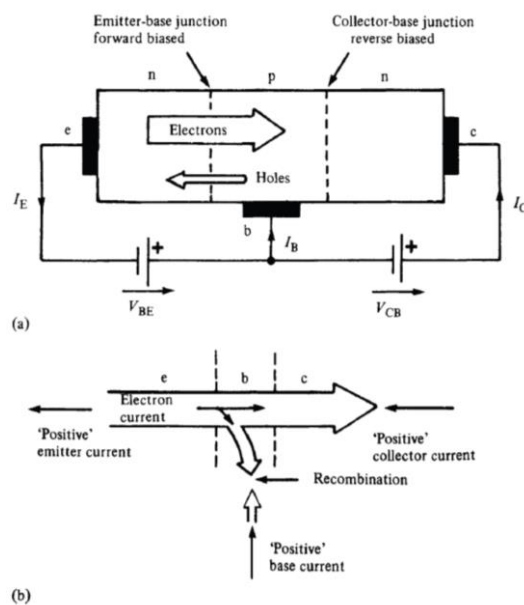 Emitter-base junction
forward biased
Collector-base junction
reverse biased
n
p
n
e
Electrons
c
Holes
I_E
b
I_B
I_C
+
+
V_BE
V_CB
(a)
e
b
c
Electron
current
'Positive'
emitter current
'Positive'
collector current
Recombination
'Positive'
base current
(b)